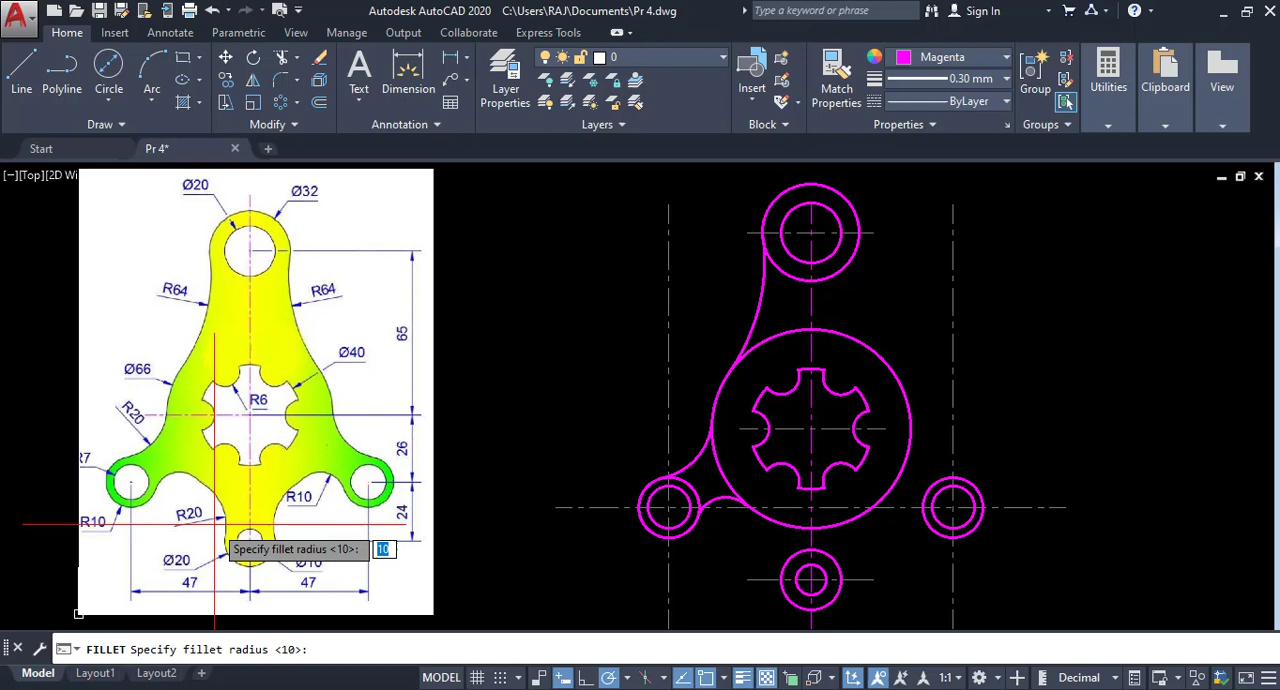 Autodesk AutoCAD 2020 C:\Users\RAJ\Documents\Pr 4.dwg
Type a keyword or phrase
Sign In
Home Insert Annotate Parametric View Manage Output Collaborate Express Tools
Line Polyline Circle Arc
Text Dimension
Layer Properties
0
Insert
Match Properties
Magenta
0.30 mm
ByLayer
Group
Utilities Clipboard View
Draw Modify Annotation Layers Block Properties Groups
Start Pr 4*
[−][Top][2D Wi
Ø20 Ø32
R64 R64
65
Ø40
Ø66
R6
R20
26
R7
R10
R10
R20
24
Specify fillet radius <10>: 10
Ø20 Ø10
47 47
FILLET Specify fillet radius <10>:
Model Layout1 Layout2 +
MODEL 1:1 Decimal